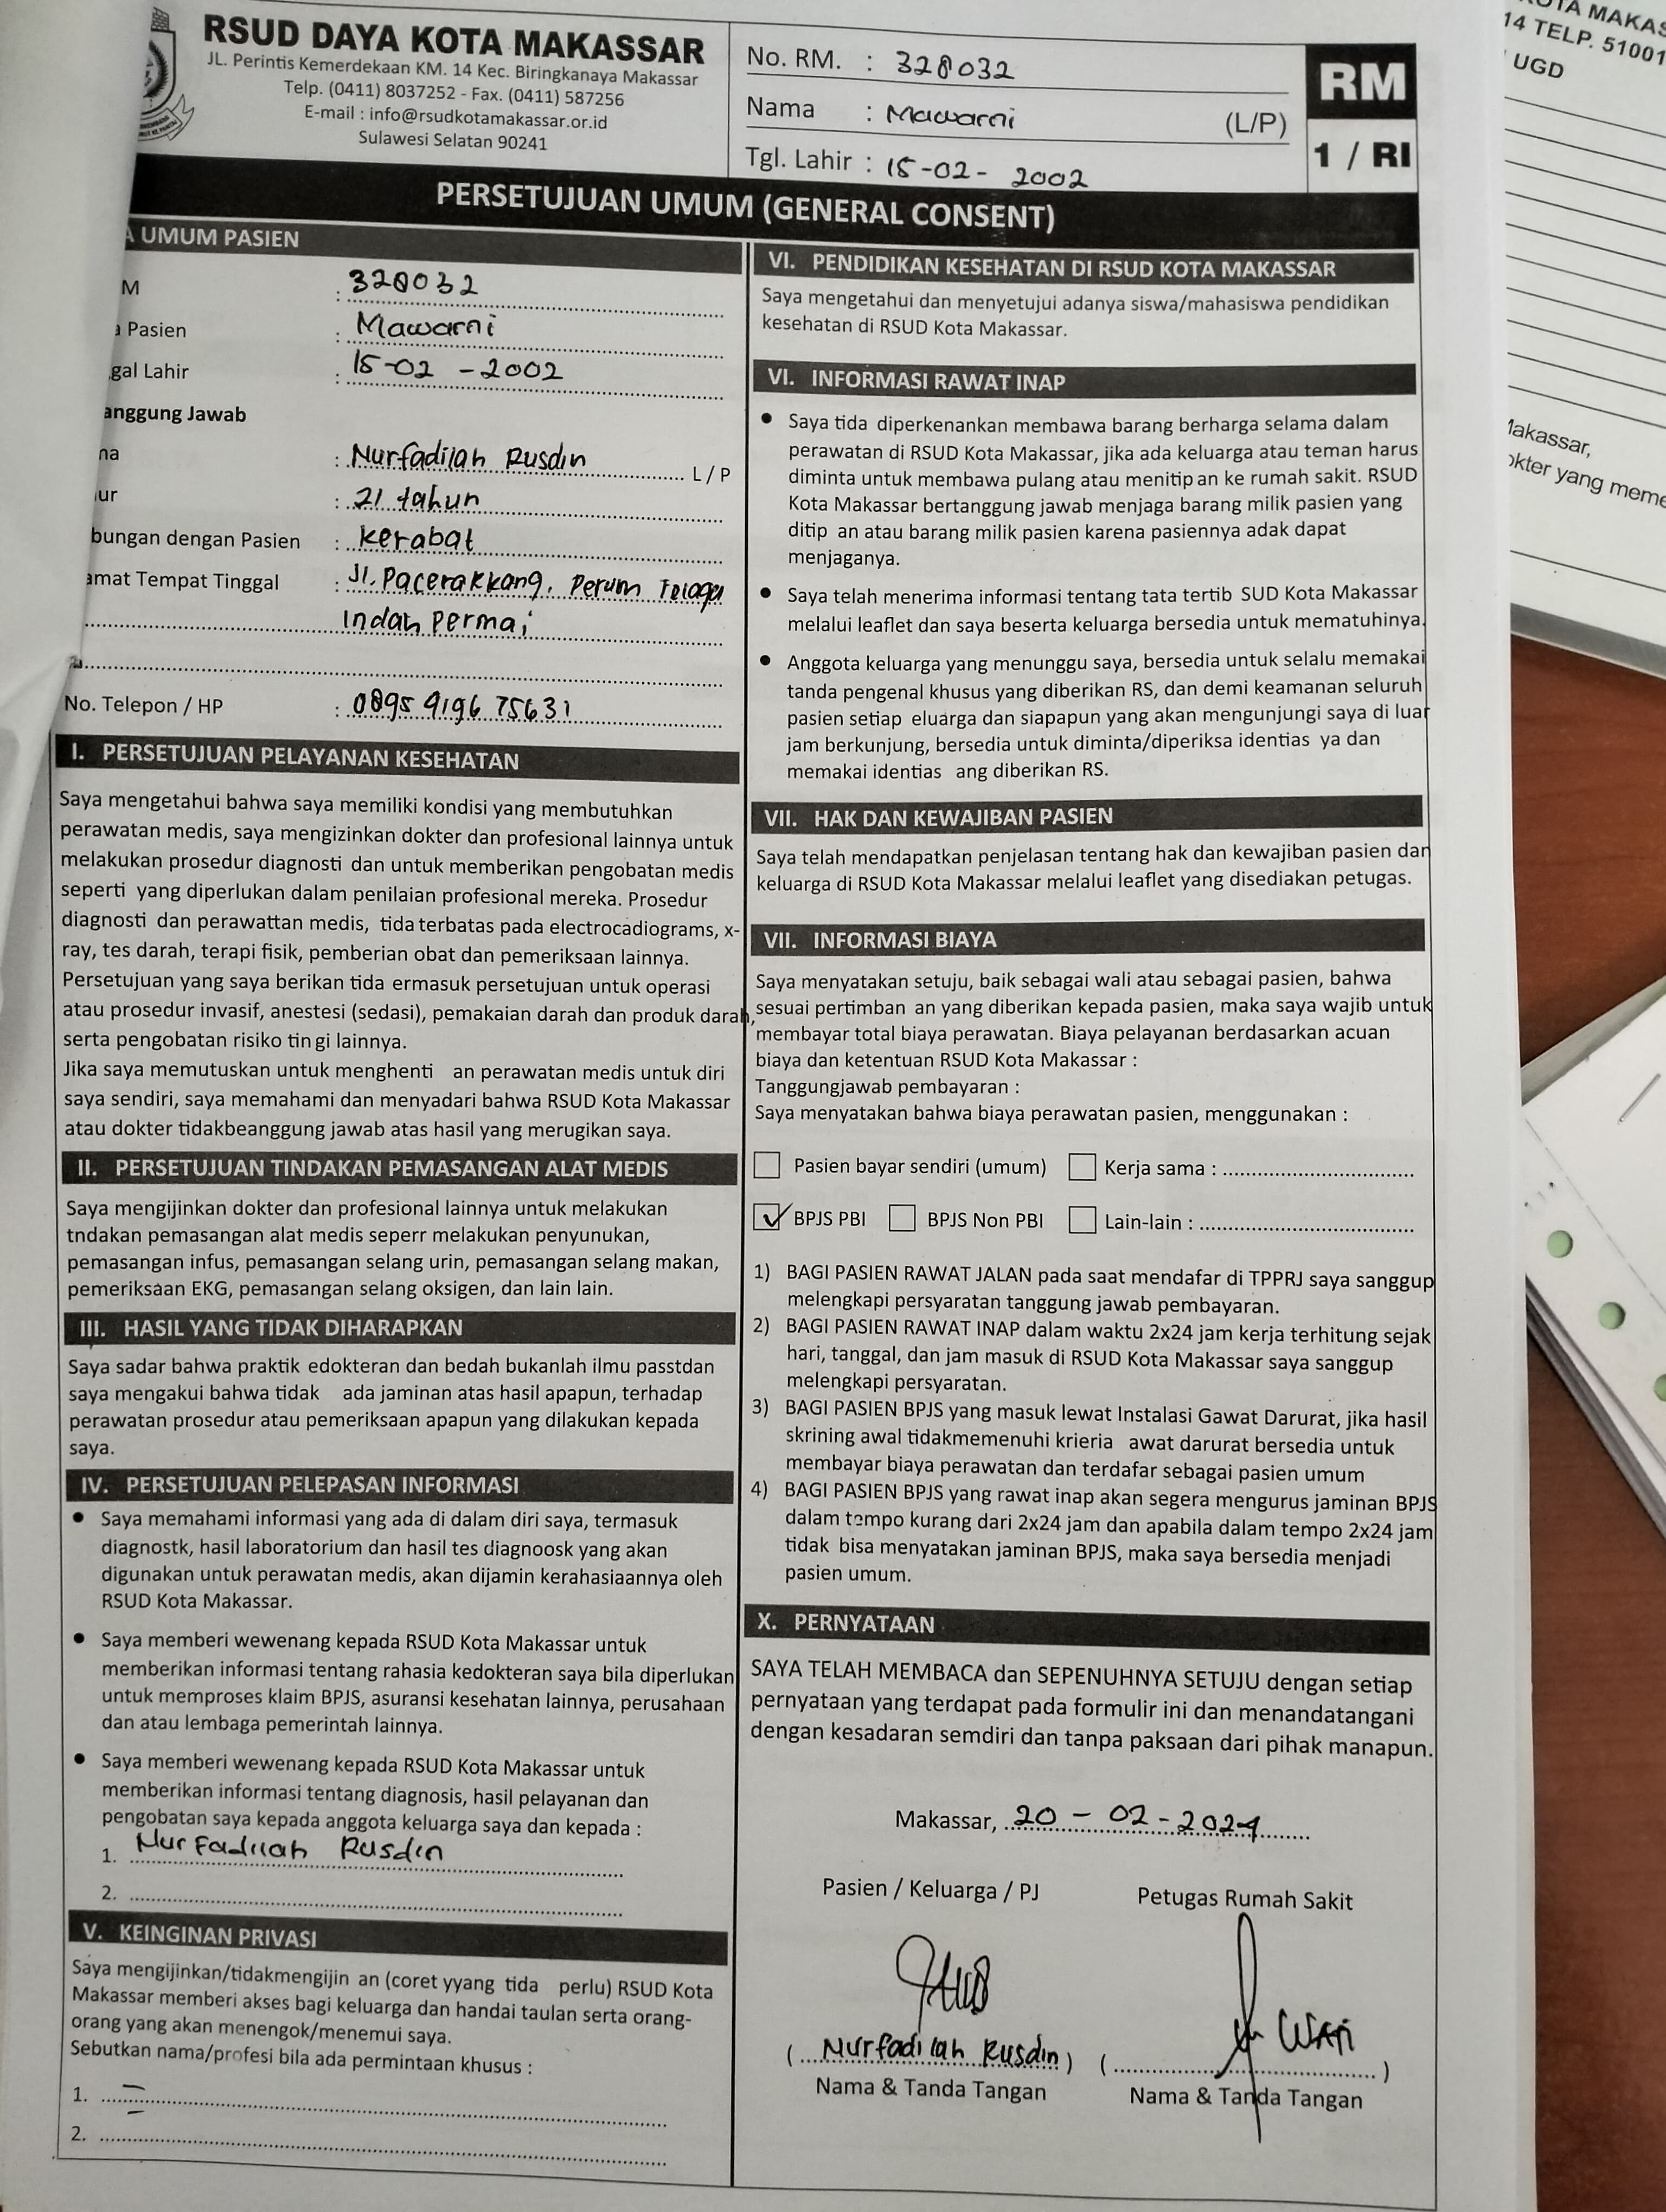 RSUD DAYA KOTA MAKASSAR
JL. Perintis Kemerdekaan KM. 14 Kec. Biringkanaya Makassar
Telp. (0411) 8037252 - Fax. (0411) 587256
E-mail : info@rsudkotamakassar.or.id
Sulawesi Selatan 90241
No. RM. : 328032
Nama : Mawarni (L/P)
Tgl. Lahir : 15-02- 2002
RM
1 / RI
PERSETUJUAN UMUM (GENERAL CONSENT)
A UMUM PASIEN
M : 328032
a Pasien : Mawarni
gal Lahir : 15-02 -2002
anggung Jawab
na : Nurfadilah Rusdin L / P
ur : 21 tahun
bungan dengan Pasien : kerabat
amat Tempat Tinggal : Jl. Pacerakkang, Perum Telaga
Indah Permai
No. Telepon / HP : 0895 4196 75631
I. PERSETUJUAN PELAYANAN KESEHATAN
Saya mengetahui bahwa saya memiliki kondisi yang membutuhkan
perawatan medis, saya mengizinkan dokter dan profesional lainnya untuk
melakukan prosedur diagnosti dan untuk memberikan pengobatan medis
seperti yang diperlukan dalam penilaian profesional mereka. Prosedur
diagnosti dan perawattan medis, tida terbatas pada electrocadiograms, x-
ray, tes darah, terapi fisik, pemberian obat dan pemeriksaan lainnya.
Persetujuan yang saya berikan tida ermasuk persetujuan untuk operasi
atau prosedur invasif, anestesi (sedasi), pemakaian darah dan produk darah,
serta pengobatan risiko tin gi lainnya.
Jika saya memutuskan untuk menghenti an perawatan medis untuk diri
saya sendiri, saya memahami dan menyadari bahwa RSUD Kota Makassar
atau dokter tidakbeanggung jawab atas hasil yang merugikan saya.
II. PERSETUJUAN TINDAKAN PEMASANGAN ALAT MEDIS
Saya mengijinkan dokter dan profesional lainnya untuk melakukan
tndakan pemasangan alat medis seperr melakukan penyunukan,
pemasangan infus, pemasangan selang urin, pemasangan selang makan,
pemeriksaan EKG, pemasangan selang oksigen, dan lain lain.
III. HASIL YANG TIDAK DIHARAPKAN
Saya sadar bahwa praktik edokteran dan bedah bukanlah ilmu passtdan
saya mengakui bahwa tidak ada jaminan atas hasil apapun, terhadap
perawatan prosedur atau pemeriksaan apapun yang dilakukan kepada
saya.
IV. PERSETUJUAN PELEPASAN INFORMASI
• Saya memahami informasi yang ada di dalam diri saya, termasuk
diagnostk, hasil laboratorium dan hasil tes diagnoosk yang akan
digunakan untuk perawatan medis, akan dijamin kerahasiaannya oleh
RSUD Kota Makassar.
• Saya memberi wewenang kepada RSUD Kota Makassar untuk
memberikan informasi tentang rahasia kedokteran saya bila diperlukan
untuk memproses klaim BPJS, asuransi kesehatan lainnya, perusahaan
dan atau lembaga pemerintah lainnya.
• Saya memberi wewenang kepada RSUD Kota Makassar untuk
memberikan informasi tentang diagnosis, hasil pelayanan dan
pengobatan saya kepada anggota keluarga saya dan kepada :
1. Nurfadilah Rusdin
2.
V. KEINGINAN PRIVASI
Saya mengijinkan/tidakmengijin an (coret yyang tida perlu) RSUD Kota
Makassar memberi akses bagi keluarga dan handai taulan serta orang-
orang yang akan menengok/menemui saya.
Sebutkan nama/profesi bila ada permintaan khusus :
1. –
2. –
VI. PENDIDIKAN KESEHATAN DI RSUD KOTA MAKASSAR
Saya mengetahui dan menyetujui adanya siswa/mahasiswa pendidikan
kesehatan di RSUD Kota Makassar.
VI. INFORMASI RAWAT INAP
• Saya tida diperkenankan membawa barang berharga selama dalam
perawatan di RSUD Kota Makassar, jika ada keluarga atau teman harus
diminta untuk membawa pulang atau menitip an ke rumah sakit. RSUD
Kota Makassar bertanggung jawab menjaga barang milik pasien yang
ditip an atau barang milik pasien karena pasiennya adak dapat
menjaganya.
• Saya telah menerima informasi tentang tata tertib SUD Kota Makassar
melalui leaflet dan saya beserta keluarga bersedia untuk mematuhinya.
• Anggota keluarga yang menunggu saya, bersedia untuk selalu memakai
tanda pengenal khusus yang diberikan RS, dan demi keamanan seluruh
pasien setiap eluarga dan siapapun yang akan mengunjungi saya di luar
jam berkunjung, bersedia untuk diminta/diperiksa identias ya dan
memakai identias ang diberikan RS.
VII. HAK DAN KEWAJIBAN PASIEN
Saya telah mendapatkan penjelasan tentang hak dan kewajiban pasien dan
keluarga di RSUD Kota Makassar melalui leaflet yang disediakan petugas.
VII. INFORMASI BIAYA
Saya menyatakan setuju, baik sebagai wali atau sebagai pasien, bahwa
sesuai pertimban an yang diberikan kepada pasien, maka saya wajib untuk
membayar total biaya perawatan. Biaya pelayanan berdasarkan acuan
biaya dan ketentuan RSUD Kota Makassar :
Tanggungjawab pembayaran :
Saya menyatakan bahwa biaya perawatan pasien, menggunakan :
Pasien bayar sendiri (umum) Kerja sama :
✓ BPJS PBI BPJS Non PBI Lain-lain :
1) BAGI PASIEN RAWAT JALAN pada saat mendafar di TPPRJ saya sanggup
melengkapi persyaratan tanggung jawab pembayaran.
2) BAGI PASIEN RAWAT INAP dalam waktu 2x24 jam kerja terhitung sejak
hari, tanggal, dan jam masuk di RSUD Kota Makassar saya sanggup
melengkapi persyaratan.
3) BAGI PASIEN BPJS yang masuk lewat Instalasi Gawat Darurat, jika hasil
skrining awal tidakmemenuhi krieria awat darurat bersedia untuk
membayar biaya perawatan dan terdafar sebagai pasien umum
4) BAGI PASIEN BPJS yang rawat inap akan segera mengurus jaminan BPJS
dalam tempo kurang dari 2x24 jam dan apabila dalam tempo 2x24 jam
tidak bisa menyatakan jaminan BPJS, maka saya bersedia menjadi
pasien umum.
X. PERNYATAAN
SAYA TELAH MEMBACA dan SEPENUHNYA SETUJU dengan setiap
pernyataan yang terdapat pada formulir ini dan menandatangani
dengan kesadaran semdiri dan tanpa paksaan dari pihak manapun.
Makassar, 20 - 02 - 2024
Pasien / Keluarga / PJ Petugas Rumah Sakit
( Nurfadilah Rusdin ) ( )
Nama & Tanda Tangan Nama & Tanda Tangan
OTA MAKAS
14 TELP. 51001
UGD
Makassar,
okter yang meme